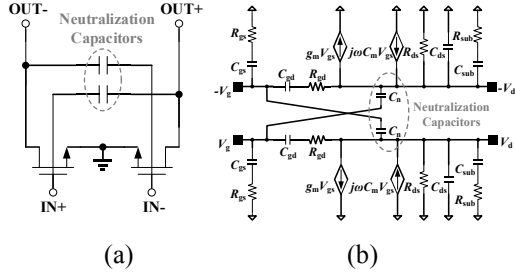 OUT- OUT+
Neutralization
Capacitors
IN+ IN-
(a)
Rgs gmVgs jωCmVgs Rds Cds Rsub
Cgs Cgd Rgd Csub
-Vg Cn -Vd
Neutralization
Capacitors
Vg Cn Vd
Cgs Cgd Rgd Csub
Rgs gmVgs jωCmVgs Rds Cds Rsub
(b)